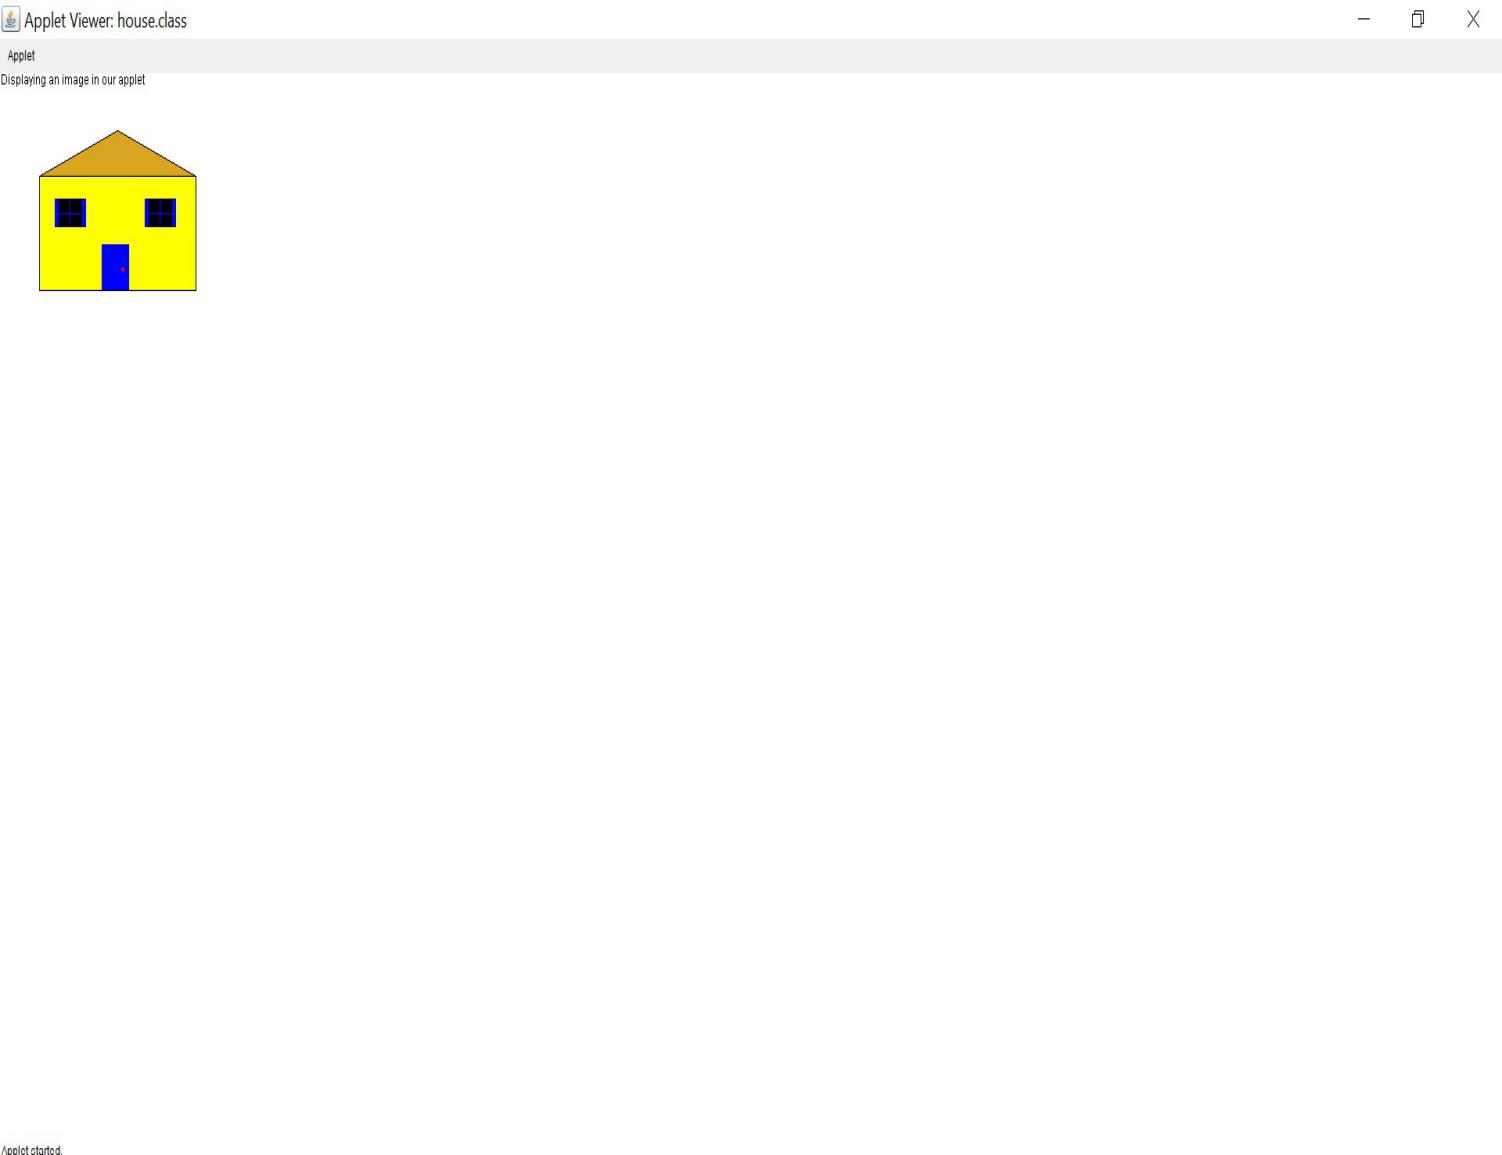 Applet Viewer: house.class
Applet
Displaying an image in our applet
Applet started.